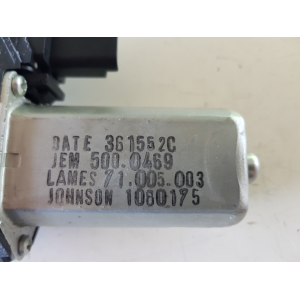 DATE 361552C
JEM 500.0469
LAMES 71.005.003
JOHNSON 1060175